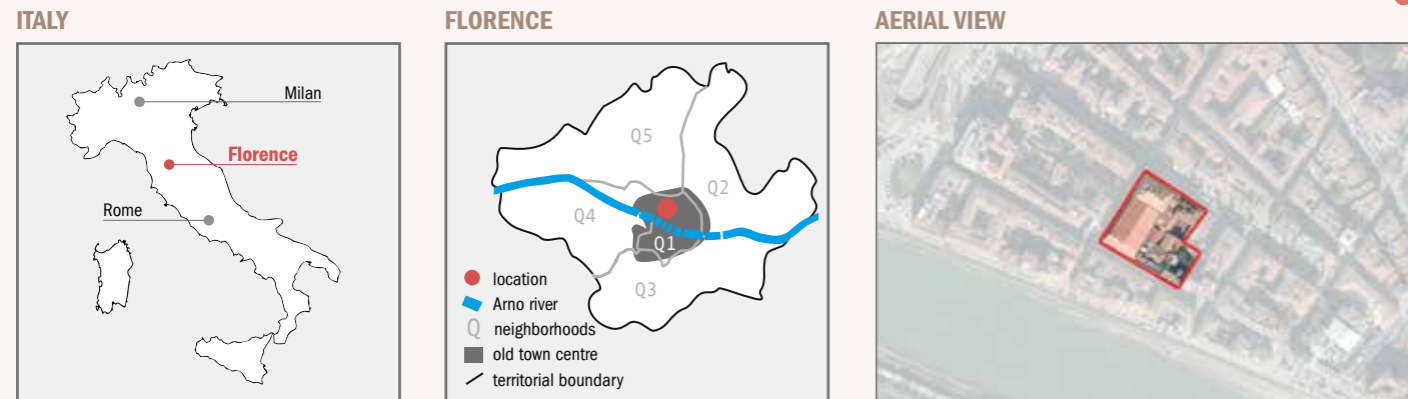 ITALY
Milan
Florence
Rome
FLORENCE
Q5
Q2
Q4
Q1
Q3
location
Arno river
Q neighborhoods
old town centre
territorial boundary
AERIAL VIEW